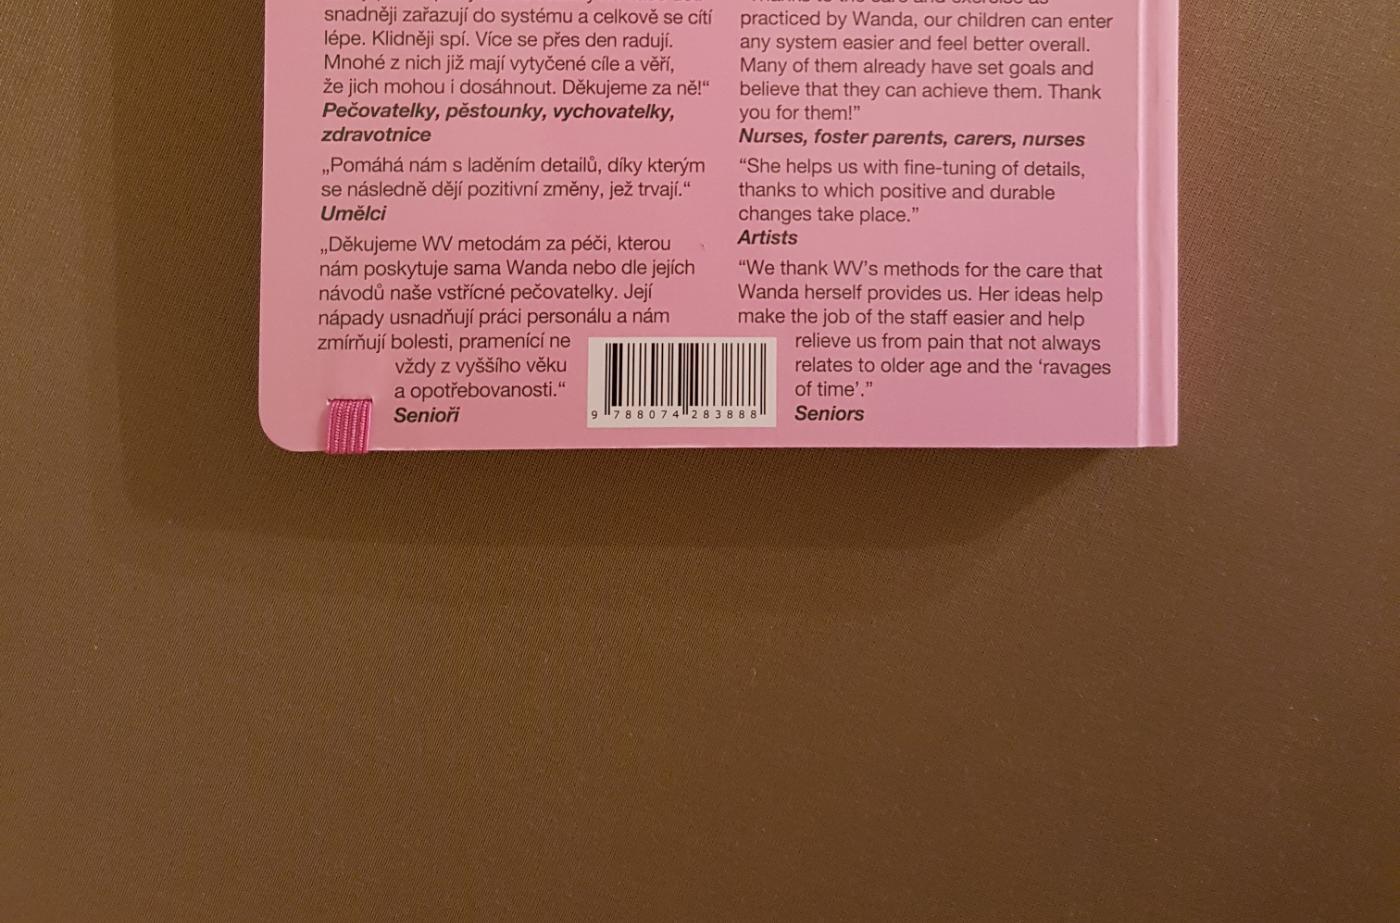 snadněji zařazují do systému a celkově se cítí
lépe. Klidněji spí. Více se přes den radují.
Mnohé z nich již mají vytyčené cíle a věří,
že jich mohou i dosáhnout. Děkujeme za ně!“
Pečovatelky, pěstounky, vychovatelky,
zdravotnice
„Pomáhá nám s laděním detailů, díky kterým
se následně dějí pozitivní změny, jež trvají.“
Umělci
„Děkujeme WV metodám za péči, kterou
nám poskytuje sama Wanda nebo dle jejích
návodů naše vstřícné pečovatelky. Její
nápady usnadňují práci personálu a nám
zmírňují bolesti, pramenící ne
vždy z vyššího věku
a opotřebovanosti.“
Senioři
practiced by Wanda, our children can enter
any system easier and feel better overall.
Many of them already have set goals and
believe that they can achieve them. Thank
you for them!”
Nurses, foster parents, carers, nurses
“She helps us with fine-tuning of details,
thanks to which positive and durable
changes take place.”
Artists
“We thank WV’s methods for the care that
Wanda herself provides us. Her ideas help
make the job of the staff easier and help
relieve us from pain that not always
relates to older age and the ‘ravages
of time’.”
Seniors
9 788074 283888